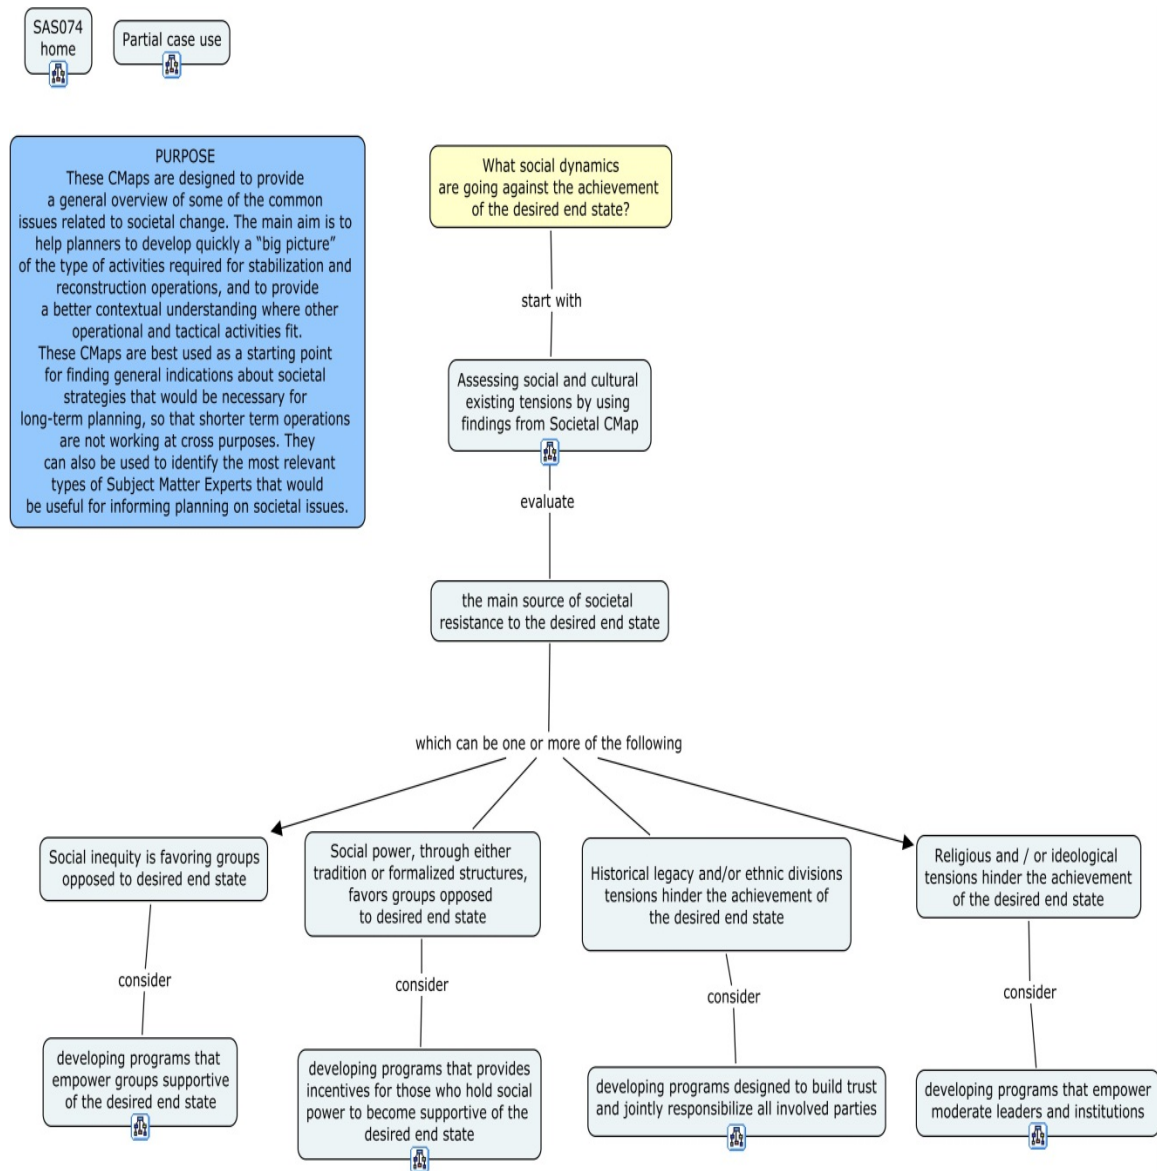 SAS074
home
Partial case use
PURPOSE
These CMaps are designed to provide
a general overview of some of the common
issues related to societal change. The main aim is to
help planners to develop quickly a “big picture”
of the type of activities required for stabilization and
reconstruction operations, and to provide
a better contextual understanding where other
operational and tactical activities fit.
These CMaps are best used as a starting point
for finding general indications about societal
strategies that would be necessary for
long-term planning, so that shorter term operations
are not working at cross purposes. They
can also be used to identify the most relevant
types of Subject Matter Experts that would
be useful for informing planning on societal issues.
What social dynamics
are going against the achievement
of the desired end state?
start with
Assessing social and cultural
existing tensions by using
findings from Societal CMap
evaluate
the main source of societal
resistance to the desired end state
which can be one or more of the following
Social inequity is favoring groups
opposed to desired end state
Social power, through either
tradition or formalized structures,
favors groups opposed
to desired end state
Historical legacy and/or ethnic divisions
tensions hinder the achievement of
the desired end state
Religious and / or ideological
tensions hinder the achievement
of the desired end state
consider
consider
consider
consider
developing programs that
empower groups supportive
of the desired end state
developing programs that provides
incentives for those who hold social
power to become supportive of the
desired end state
developing programs designed to build trust
and jointly responsibilize all involved parties
developing programs that empower
moderate leaders and institutions